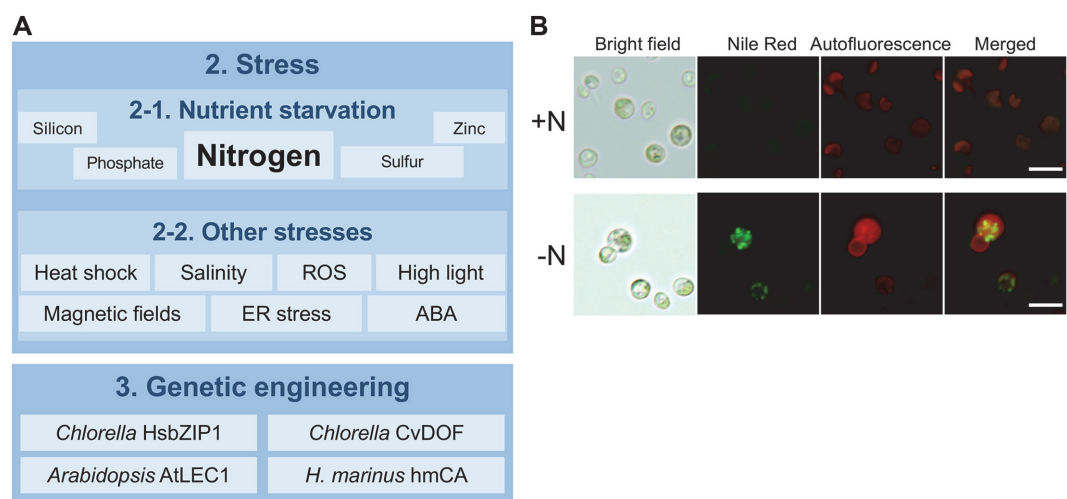 A
2. Stress
2-1. Nutrient starvation
Silicon
Zinc
Phosphate
Nitrogen
Sulfur
2-2. Other stresses
Heat shock
Salinity
ROS
High light
Magnetic fields
ER stress
ABA
3. Genetic engineering
Chlorella HsbZIP1
Chlorella CvDOF
Arabidopsis AtLEC1
H. marinus hmCA
B
Bright field
Nile Red
Autofluorescence
Merged
+N
-N